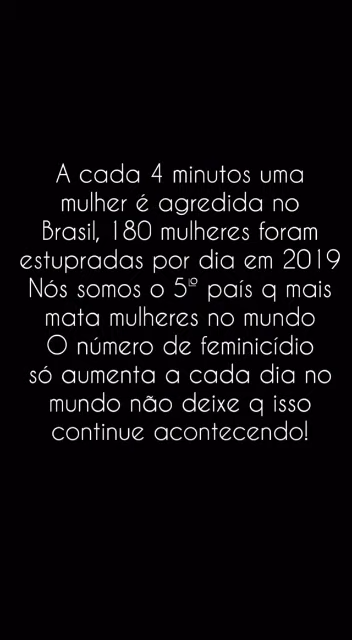 A cada 4 minutos uma
mulher é agredida no
Brasil, 180 mulheres foram
estupradas por dia em 2019
Nós somos o 5º país q mais
mata mulheres no mundo
O número de feminicídio
só aumenta a cada dia no
mundo não deixe q isso
continue acontecendo!